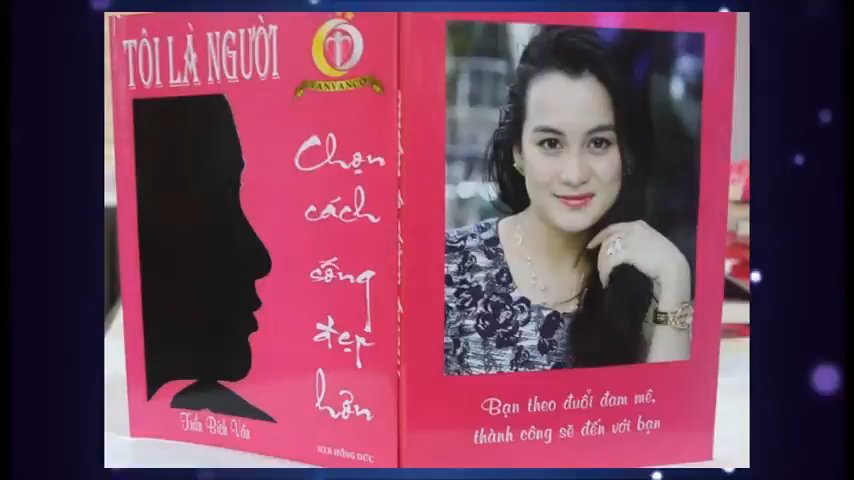 TÔI LÀ NGƯỜI
TANVANCO
Chọn
cách
sống
đẹp
hơn
Trần Bích Vân
NXB HỒNG ĐỨC
Bạn theo đuổi đam mê,
thành công sẽ đến với bạn